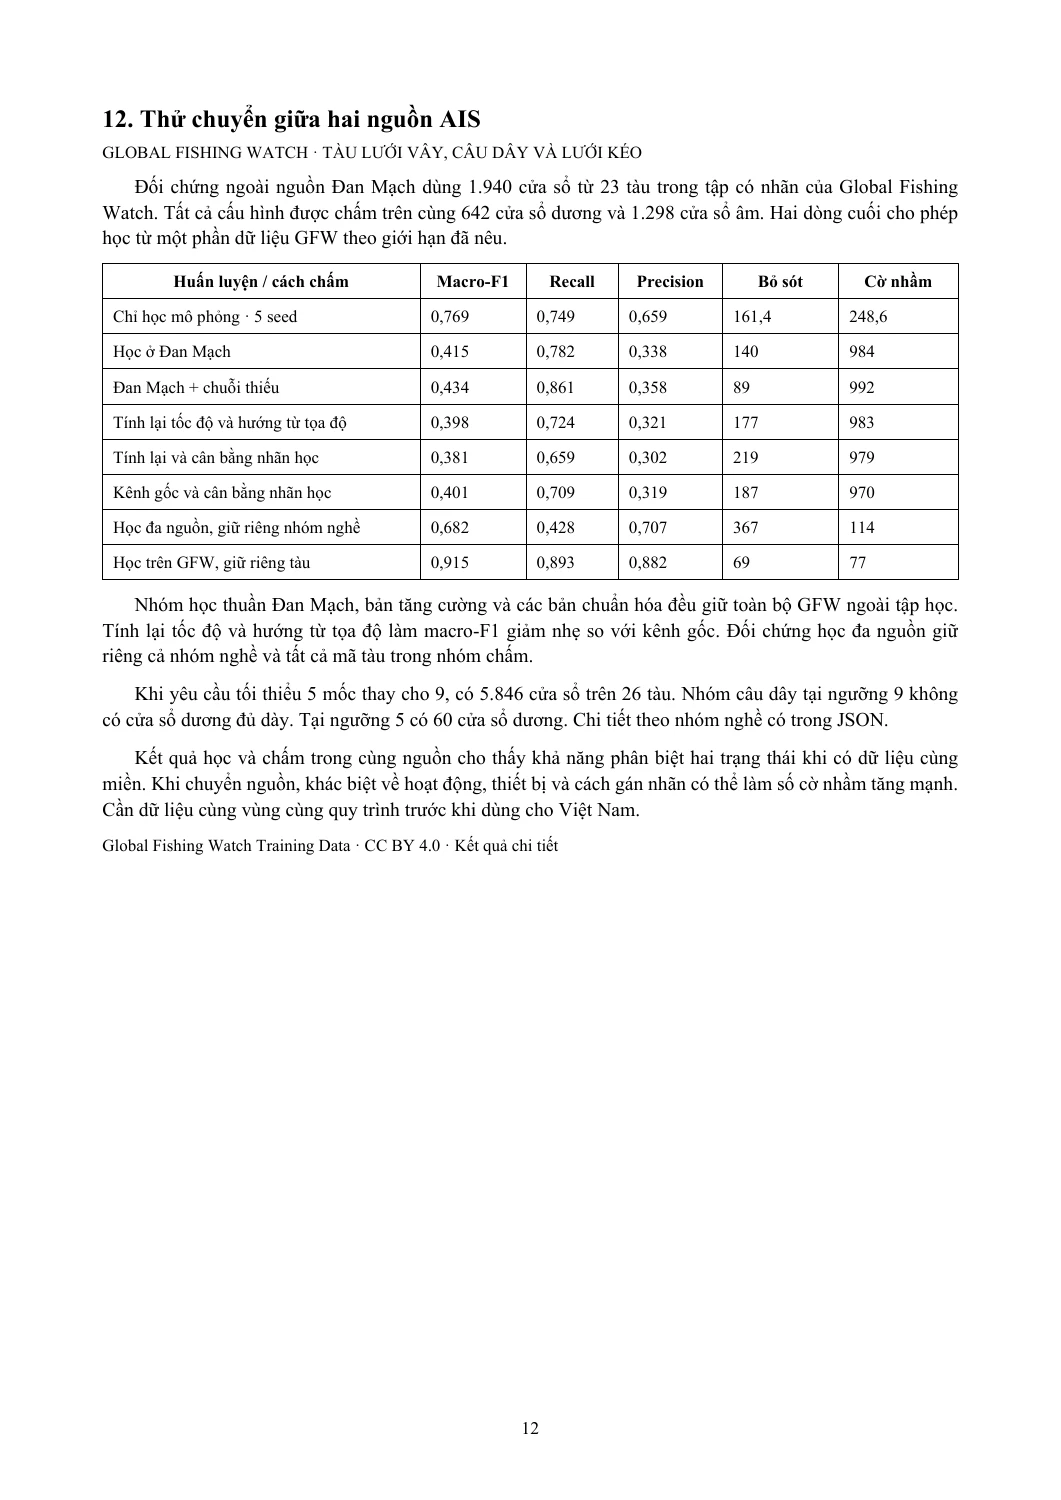 12. Thử chuyển giữa hai nguồn AIS
GLOBAL FISHING WATCH · TÀU LƯỚI VÂY, CÂU DÂY VÀ LƯỚI KÉO
Đối chứng ngoài nguồn Đan Mạch dùng 1.940 cửa sổ từ 23 tàu trong tập có nhãn của Global Fishing
Watch. Tất cả cấu hình được chấm trên cùng 642 cửa sổ dương và 1.298 cửa sổ âm. Hai dòng cuối cho phép
học từ một phần dữ liệu GFW theo giới hạn đã nêu.
Huấn luyện / cách chấm Macro-F1 Recall Precision Bỏ sót Cờ nhầm
Chỉ học mô phỏng · 5 seed 0,769 0,749 0,659 161,4 248,6
Học ở Đan Mạch 0,415 0,782 0,338 140 984
Đan Mạch + chuỗi thiếu 0,434 0,861 0,358 89 992
Tính lại tốc độ và hướng từ tọa độ 0,398 0,724 0,321 177 983
Tính lại và cân bằng nhãn học 0,381 0,659 0,302 219 979
Kênh gốc và cân bằng nhãn học 0,401 0,709 0,319 187 970
Học đa nguồn, giữ riêng nhóm nghề 0,682 0,428 0,707 367 114
Học trên GFW, giữ riêng tàu 0,915 0,893 0,882 69 77
Nhóm học thuần Đan Mạch, bản tăng cường và các bản chuẩn hóa đều giữ toàn bộ GFW ngoài tập học.
Tính lại tốc độ và hướng từ tọa độ làm macro-F1 giảm nhẹ so với kênh gốc. Đối chứng học đa nguồn giữ
riêng cả nhóm nghề và tất cả mã tàu trong nhóm chấm.
Khi yêu cầu tối thiểu 5 mốc thay cho 9, có 5.846 cửa sổ trên 26 tàu. Nhóm câu dây tại ngưỡng 9 không
có cửa sổ dương đủ dày. Tại ngưỡng 5 có 60 cửa sổ dương. Chi tiết theo nhóm nghề có trong JSON.
Kết quả học và chấm trong cùng nguồn cho thấy khả năng phân biệt hai trạng thái khi có dữ liệu cùng
miền. Khi chuyển nguồn, khác biệt về hoạt động, thiết bị và cách gán nhãn có thể làm số cờ nhầm tăng mạnh.
Cần dữ liệu cùng vùng cùng quy trình trước khi dùng cho Việt Nam.
Global Fishing Watch Training Data · CC BY 4.0 · Kết quả chi tiết
12